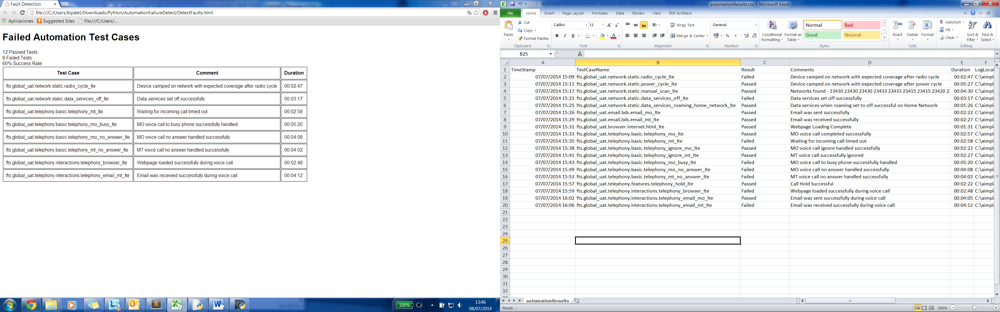 Fault Detection
file:///C:/Users/kipatel/Downloads/Python/AutomationFailureDetect/DetectFaults.html
Aplicaciones Suggested Sites file:///C:/Users/...
Failed Automation Test Cases
12 Passed Tests
8 Failed Tests
60% Success Rate
Test Case Comment Duration
fts.global_uat.network.static.radio_cycle_lte Device camped on network with expected coverage after radio cycle 00:02:47
fts.global_uat.network.static.data_services_off_lte Data services set off successfully 00:03:17
fts.global_uat.telephony.basic.telephony_mt_lte Waiting for incoming call timed out 00:02:58
fts.global_uat.telephony.basic.telephony_mo_busy_lte MO voice call to busy phone successfully handled 00:05:20
fts.global_uat.telephony.basic.telephony_mo_no_answer_lte MO voice call no answer handled successfully 00:04:08
fts.global_uat.telephony.basic.telephony_mt_no_answer_lte MT voice call no answer handled successfully 00:04:02
fts.global_uat.telephony.interactions.telephony_browser_lte Webpage loaded successfully during voice call 00:02:48
fts.global_uat.telephony.interactions.telephony_email_mt_lte Email was received successfully during voice call 00:04:12
100% 13:46
08/07/2014
automationResults.csv - Microsoft Excel
File Home Insert Page Layout Formulas Data Review View PDF Architect
Paste Cut Copy Format Painter
Calibri 11
B I U A
Wrap Text
Merge & Center
General
% ,
Conditional Formatting Format as Table
Normal Bad
Good Neutral
Insert Delete Format
Σ AutoSum
Fill
Clear
Sort & Filter Find & Select
Clipboard Font Alignment Number Styles Cells Editing
B25 fx
A B C D E F
1 TimeStamp TestCaseName Result Comments Duration LogLocat
2 07/07/2014 15:09 fts.global_uat.network.static.radio_cycle_lte Failed Device camped on network with expected coverage after radio cycle 00:02:47 C:\aimpl
3 07/07/2014 15:11 fts.global_uat.network.static.power_cycle_lte Passed Device camped on network with expected coverage after power cycle 00:05:27 C:\aimpl
4 07/07/2014 15:17 fts.global_uat.network.static.manual_scan_lte Passed Networks found - 23430 23430 23430 23433 23433 23415 23415 23420 2 00:04:30 C:\aimpl
5 07/07/2014 15:21 fts.global_uat.network.static.data_services_off_lte Failed Data services set off successfully 00:03:17 C:\aimpl
6 07/07/2014 15:25 fts.global_uat.network.static.data_services_roaming_home_network_lte Passed Data services when roaming set to off successful on Home Network 00:01:26 C:\aimpl
7 07/07/2014 15:26 fts.global_uat.email.bds.email_mo_lte Passed Email was sent successfully 00:02:22 C:\aimpl
8 07/07/2014 15:29 fts.global_uat.email.bds.email_mt_lte Passed Email was received successfully 00:02:27 C:\aimpl
9 07/07/2014 15:31 fts.global_uat.browser.internet.html_lte Passed Webpage Loading Complete 00:01:31 C:\aimpl
10 07/07/2014 15:33 fts.global_uat.telephony.basic.telephony_mo_lte Passed MO voice call completed successfully 00:02:57 C:\aimpl
11 07/07/2014 15:35 fts.global_uat.telephony.basic.telephony_mt_lte Failed Waiting for incoming call timed out 00:02:58 C:\aimpl
12 07/07/2014 15:38 fts.global_uat.telephony.basic.telephony_ignore_mo_lte Passed MO voice call ignore handled successfully 00:02:22 C:\aimpl
13 07/07/2014 15:41 fts.global_uat.telephony.basic.telephony_ignore_mt_lte Passed MT voice call successfully ignored 00:02:27 C:\aimpl
14 07/07/2014 15:43 fts.global_uat.telephony.basic.telephony_mo_busy_lte Failed MO voice call to busy phone successfully handled 00:05:20 C:\aimpl
15 07/07/2014 15:49 fts.global_uat.telephony.basic.telephony_mo_no_answer_lte Failed MO voice call no answer handled successfully 00:04:08 C:\aimpl
16 07/07/2014 15:53 fts.global_uat.telephony.basic.telephony_mt_no_answer_lte Failed MT voice call no answer handled successfully 00:04:02 C:\aimpl
17 07/07/2014 15:57 fts.global_uat.telephony.features.telephony_hold_lte Passed Call Hold Successful 00:02:22 C:\aimpl
18 07/07/2014 15:59 fts.global_uat.telephony.interactions.telephony_browser_lte Failed Webpage loaded successfully during voice call 00:02:48 C:\aimpl
19 07/07/2014 16:02 fts.global_uat.telephony.interactions.telephony_email_mo_lte Passed Email was sent successfully during voice call 00:04:05 C:\aimpl
20 07/07/2014 16:06 fts.global_uat.telephony.interactions.telephony_email_mt_lte Failed Email was received successfully during voice call 00:04:12 C:\aimpl
21
22
23
24
25
26
27
28
29
30
31
32
automationResults
Ready 100%